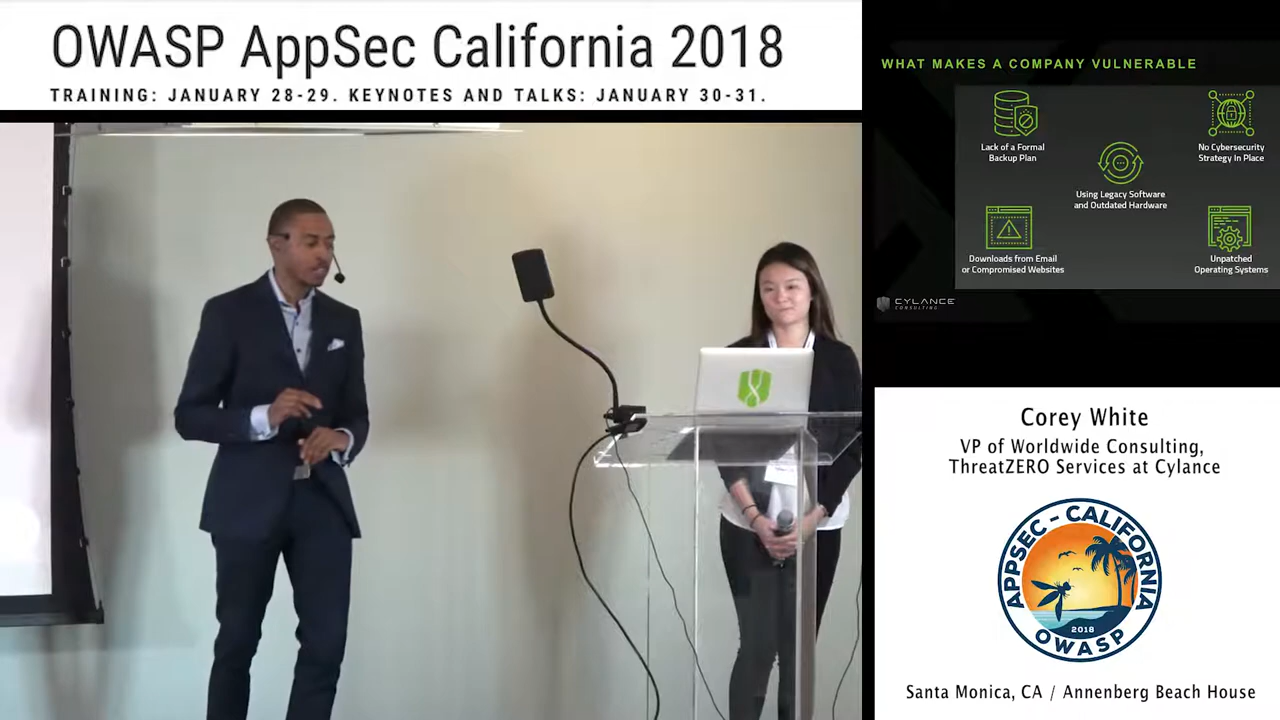 OWASP AppSec California 2018
TRAINING: JANUARY 28-29. KEYNOTES AND TALKS: JANUARY 30-31.
WHAT MAKES A COMPANY VULNERABLE
Lack of a Formal
Backup Plan
No Cybersecurity
Strategy In Place
Using Legacy Software
and Outdated Hardware
Downloads from Email
or Compromised Websites
Unpatched
Operating Systems
CYLANCE
CONSULTING
Corey White
VP of Worldwide Consulting,
ThreatZERO Services at Cylance
APPSEC - CALIFORNIA
2018
OWASP
Santa Monica, CA / Annenberg Beach House